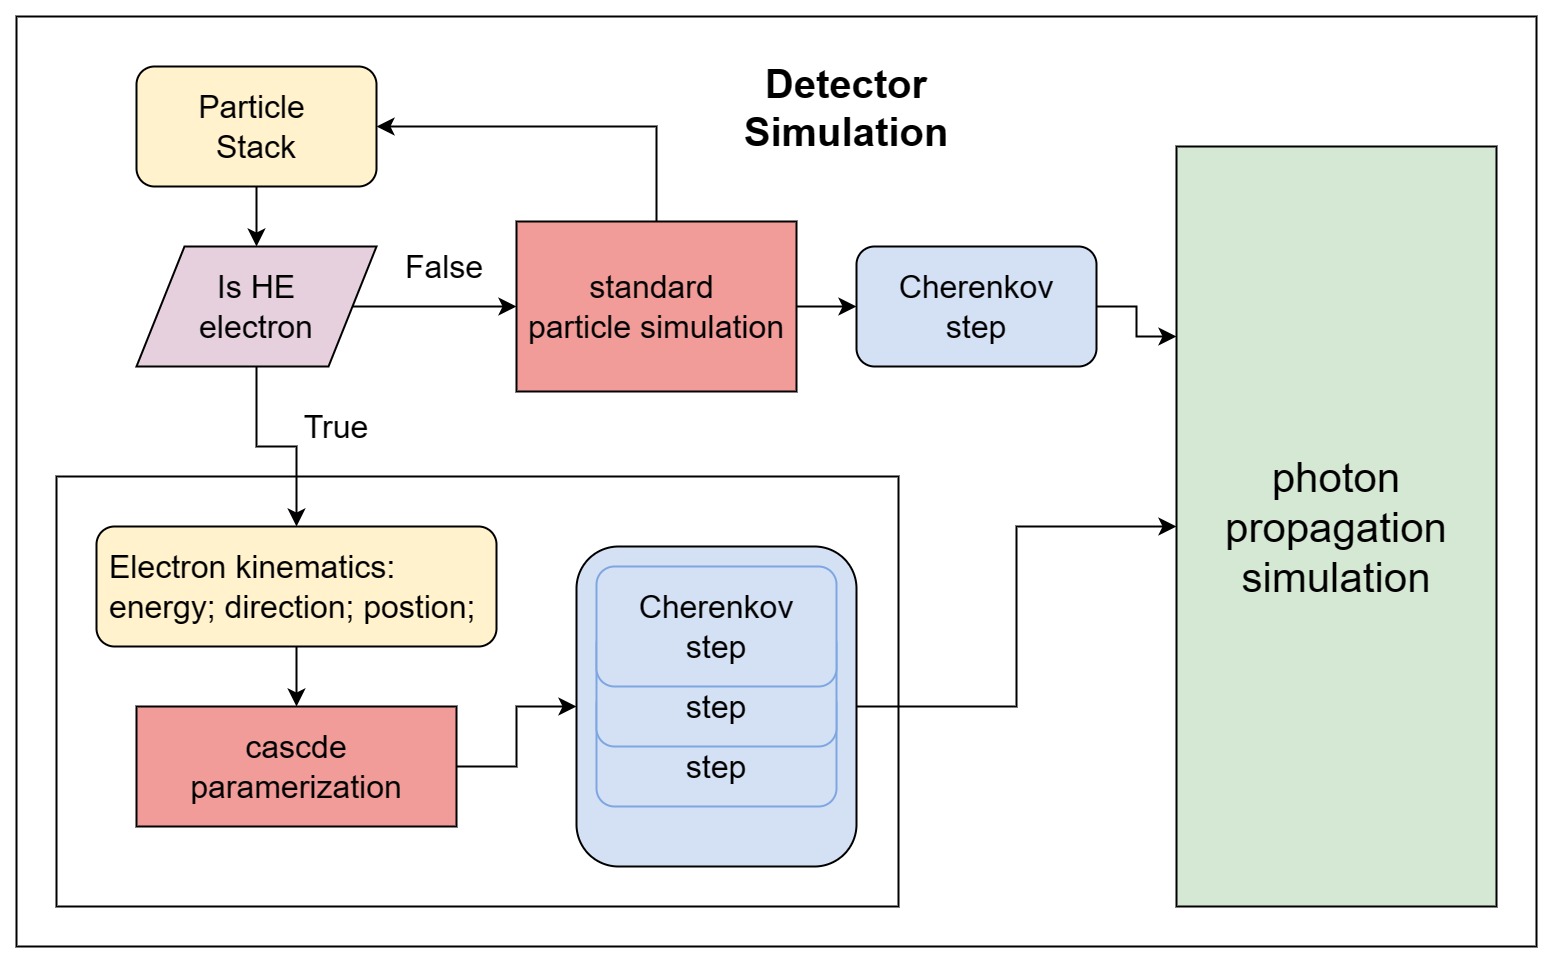 Detector
Simulation
Particle
Stack
Is HE
electron
False
standard
particle simulation
Cherenkov
step
True
Electron kinematics:
energy; direction; postion;
cascde
paramerization
Cherenkov
step
step
step
photon
propagation
simulation